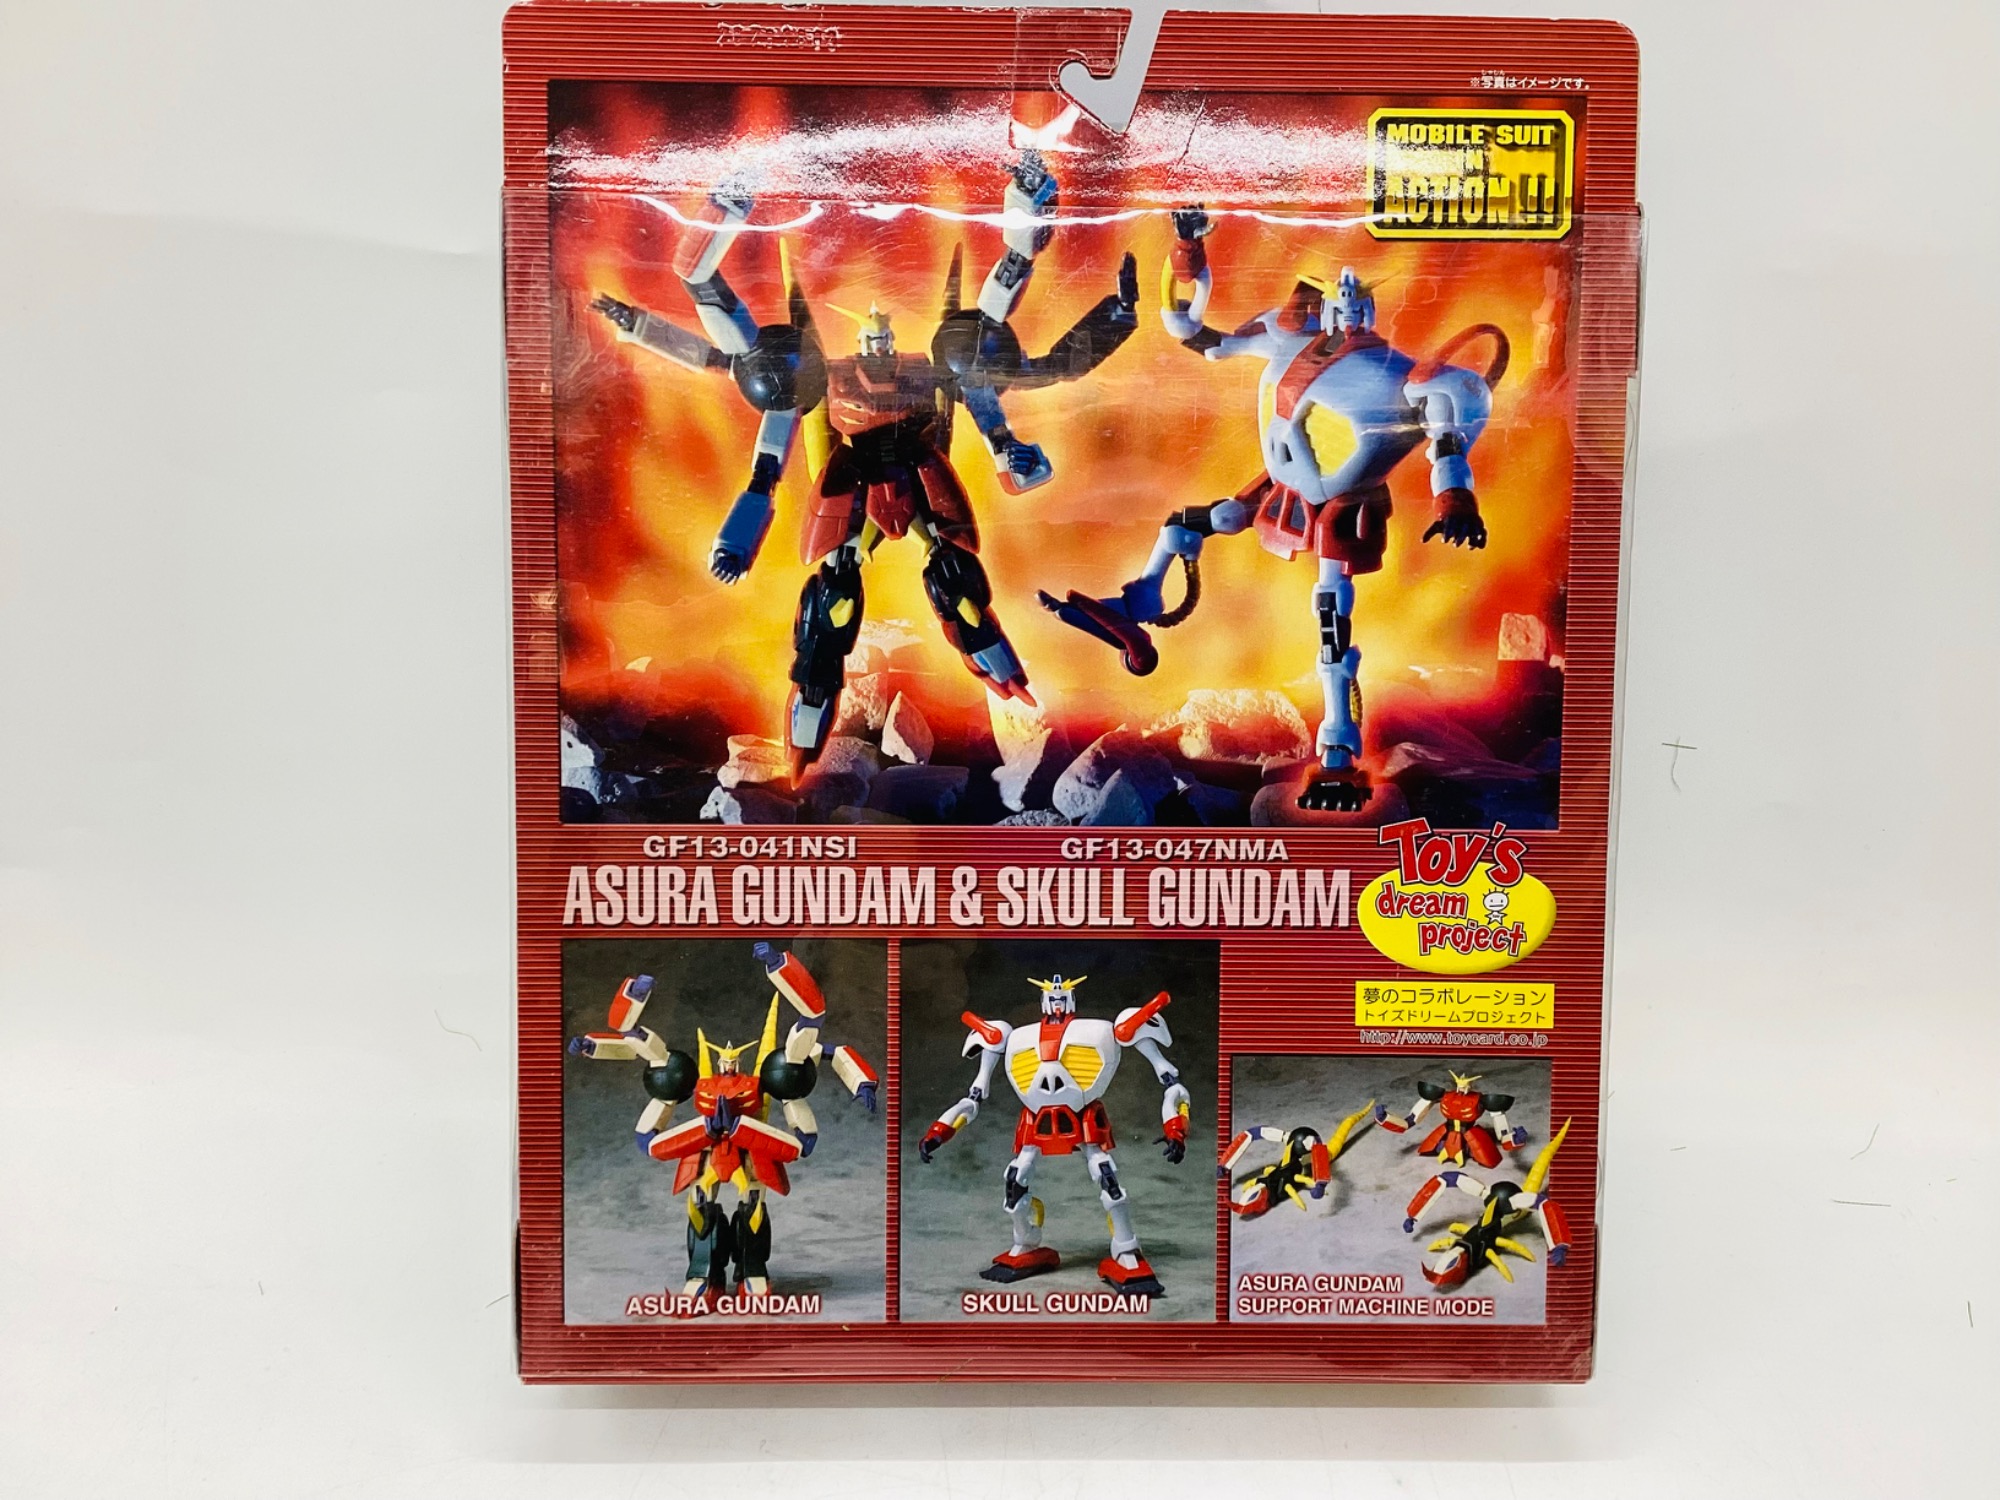 ※写真はイメージです。
MOBILE SUIT
IN
ACTION!!
GF13-041NSI
GF13-047NMA
ASURA GUNDAM & SKULL GUNDAM
Toy's
dream
project
夢のコラボレーション
トイズドリームプロジェクト
http://www.toycard.co.jp
ASURA GUNDAM
SKULL GUNDAM
ASURA GUNDAM
SUPPORT MACHINE MODE